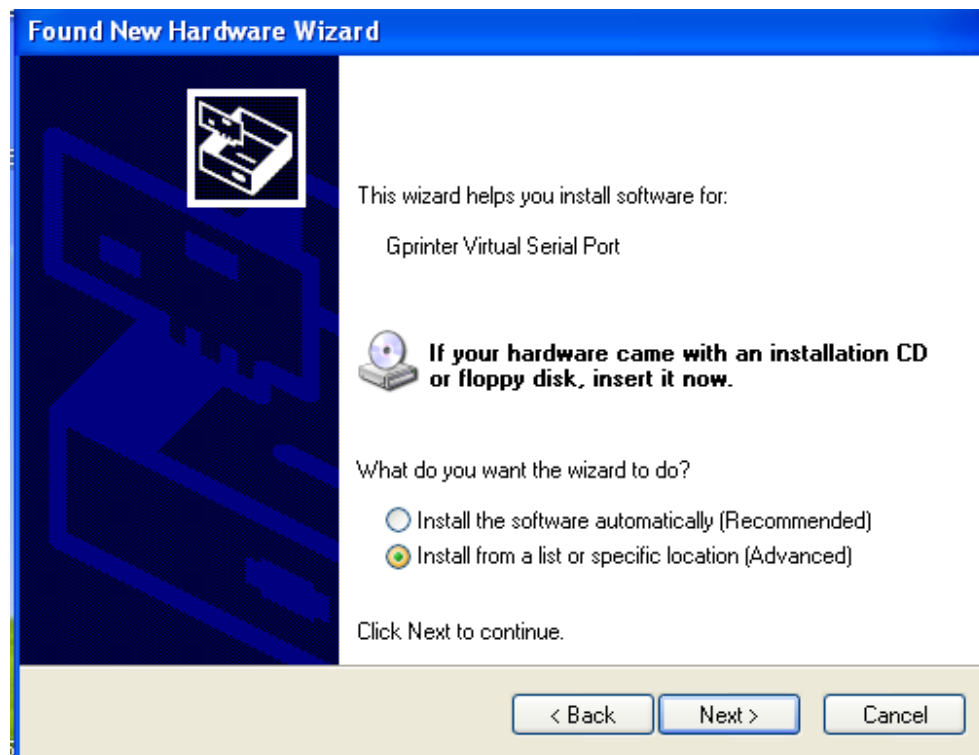 Found New Hardware Wizard
This wizard helps you install software for:
Gprinter Virtual Serial Port
If your hardware came with an installation CD
or floppy disk, insert it now.
What do you want the wizard to do?
Install the software automatically (Recommended)
Install from a list or specific location (Advanced)
Click Next to continue.
< Back
Next >
Cancel